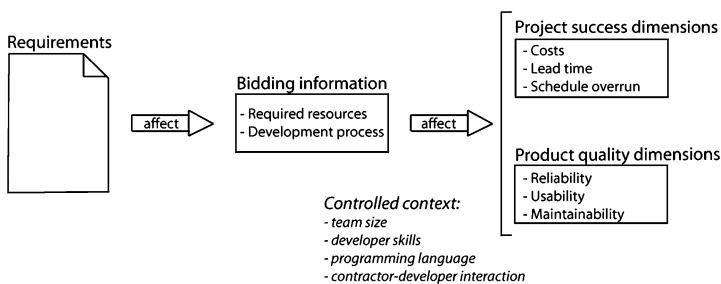 Requirements
affect
Bidding information
- Required resources
- Development process
affect
Project success dimensions
- Costs
- Lead time
- Schedule overrun
Product quality dimensions
- Reliability
- Usability
- Maintainability
Controlled context:
- team size
- developer skills
- programming language
- contractor-developer interaction